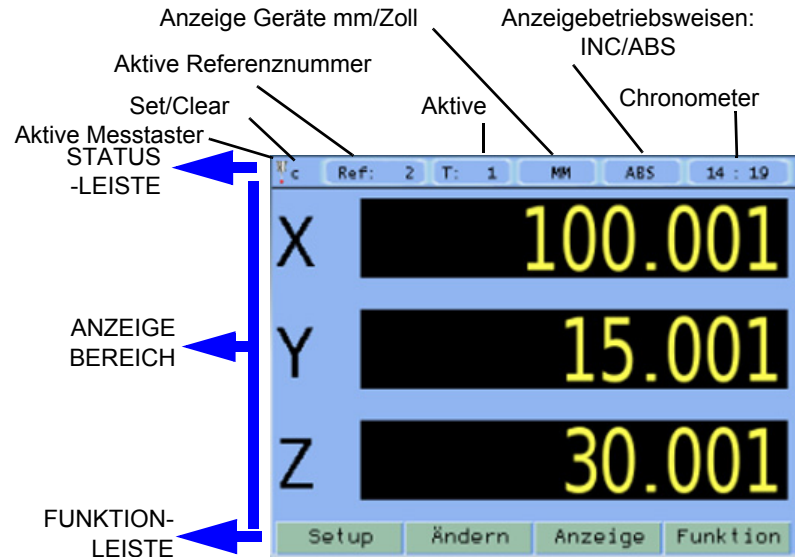 Anzeige Geräte mm/Zoll
Anzeigebetriebsweisen:
INC/ABS
Aktive Referenznummer
Set/Clear
Aktive
Chronometer
Aktive Messtaster
STATUS
-LEISTE
c Ref: 2 T: 1 MM ABS 14 : 19
X 100.001
ANZEIGE
BEREICH
Y 15.001
Z 30.001
FUNKTION-
LEISTE
Setup Ändern Anzeige Funktion